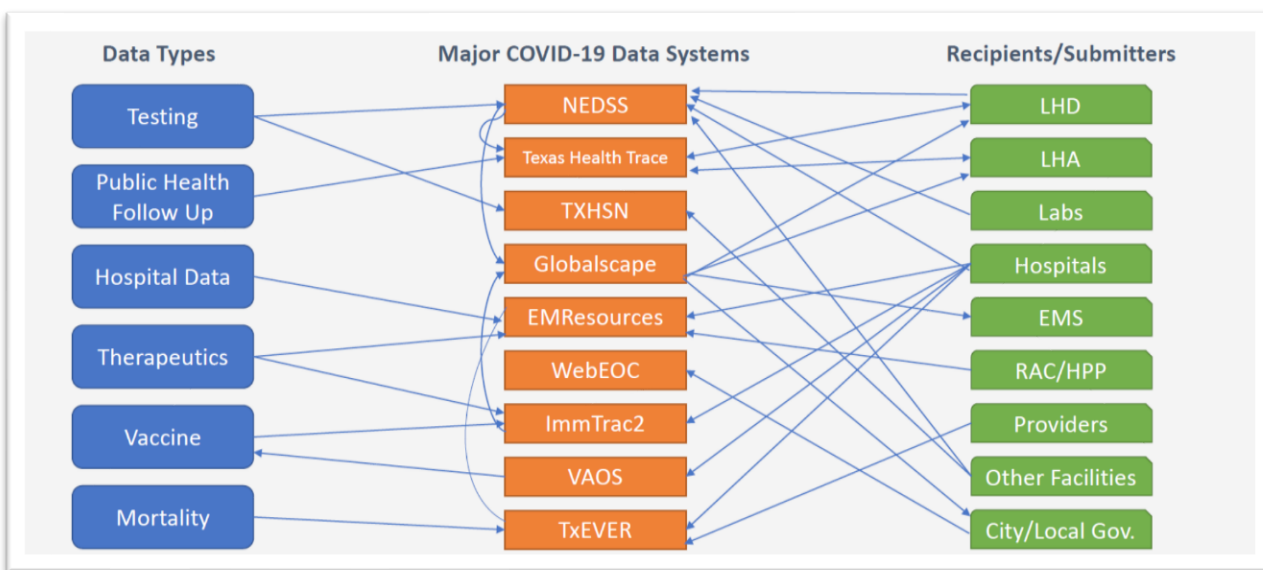 Data Types
Major COVID-19 Data Systems
Recipients/Submitters
Testing
Public Health
Follow Up
Hospital Data
Therapeutics
Vaccine
Mortality
NEDSS
Texas Health Trace
TXHSN
Globalscape
EMResources
WebEOC
ImmTrac2
VAOS
TxEVER
LHD
LHA
Labs
Hospitals
EMS
RAC/HPP
Providers
Other Facilities
City/Local Gov.